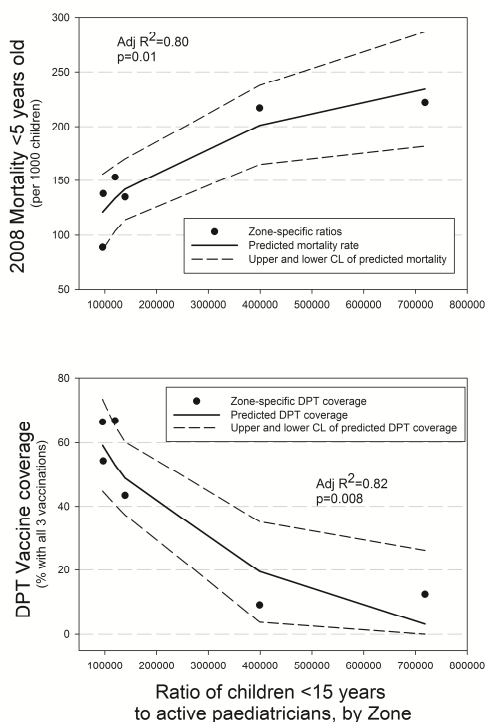 300
250
200
150
100
50
2008 Mortality <5 years old
(per 1000 children)
Adj R2=0.80
p=0.01
Zone-specific ratios
Predicted mortality rate
Upper and lower CL of predicted mortality
100000 200000 300000 400000 500000 600000 700000 800000
80
60
40
20
0
DPT Vaccine coverage
(% with all 3 vaccinations)
Zone-specific DPT coverage
Predicted DPT coverage
Upper and lower CL of predicted DPT coverage
Adj R2=0.82
p=0.008
100000 200000 300000 400000 500000 600000 700000 800000
Ratio of children <15 years
to active paediatricians, by Zone